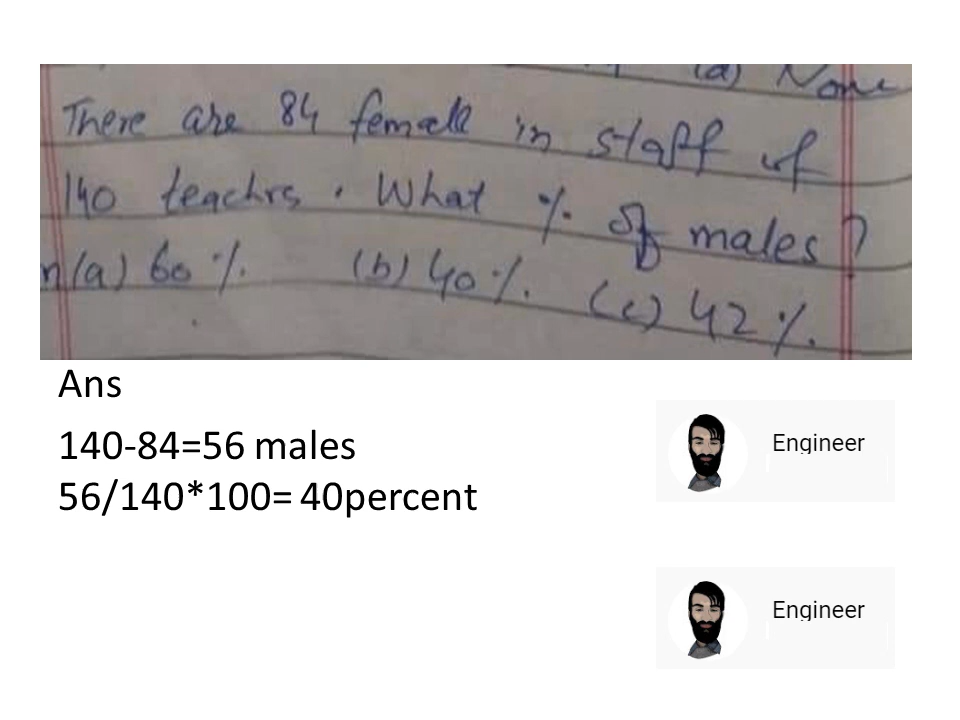 (d) None
There are 84 female in staff of
140 teachrs. What % of males?
(a) 60 %. (b) 40 %. (c) 42 %.
Ans
140-84=56 males
56/140*100= 40percent
Engineer
Engineer